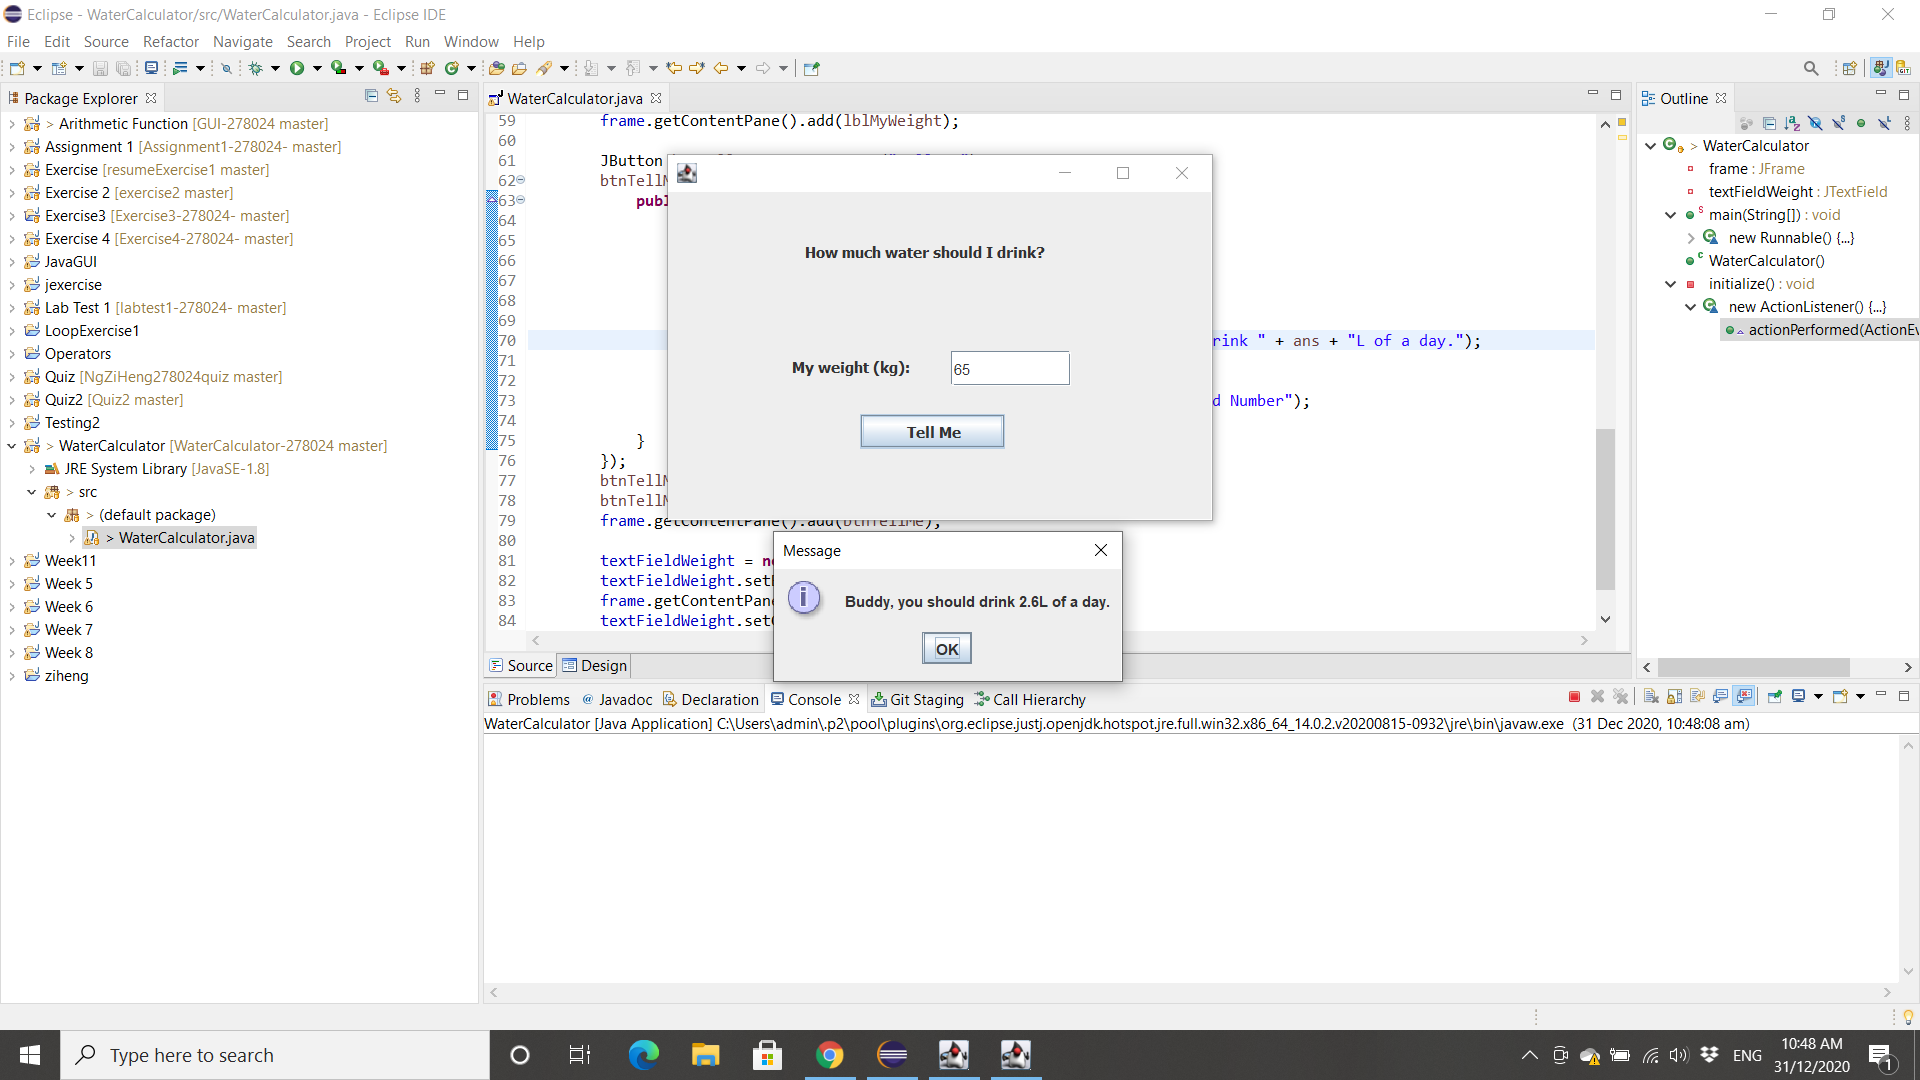 Eclipse - WaterCalculator/src/WaterCalculator.java - Eclipse IDE
File Edit Source Refactor Navigate Search Project Run Window Help
Package Explorer
> Arithmetic Function [GUI-278024 master]
Assignment 1 [Assignment1-278024- master]
Exercise [resumeExercise1 master]
Exercise 2 [exercise2 master]
Exercise3 [Exercise3-278024- master]
Exercise 4 [Exercise4-278024- master]
JavaGUI
jexercise
Lab Test 1 [labtest1-278024- master]
LoopExercise1
Operators
Quiz [NgZiHeng278024quiz master]
Quiz2 [Quiz2 master]
Testing2
> WaterCalculator [WaterCalculator-278024 master]
JRE System Library [JavaSE-1.8]
> src
> (default package)
> WaterCalculator.java
Week11
Week 5
Week 6
Week 7
Week 8
ziheng
WaterCalculator.java
59 frame.getContentPane().add(lblMyWeight);
60
61 JButton
62 btnTellM
63 publ
64
65
66
67
68
69
70 rink " + ans + "L of a day.");
71
72
73 d Number");
74
75 }
76 });
77 btnTellM
78 btnTellM
79 frame.getContentPane().add(btnTellMe);
80
81 textFieldWeight = ne
82 textFieldWeight.set
83 frame.getContentPan
84 textFieldWeight.set
Source Design
How much water should I drink?
My weight (kg): 65
Tell Me
Message
Buddy, you should drink 2.6L of a day.
OK
Outline
> WaterCalculator
frame : JFrame
textFieldWeight : JTextField
main(String[]) : void
new Runnable() {...}
WaterCalculator()
initialize() : void
new ActionListener() {...}
actionPerformed(ActionEv
Problems Javadoc Declaration Console Git Staging Call Hierarchy
WaterCalculator [Java Application] C:\Users\admin\.p2\pool\plugins\org.eclipse.justj.openjdk.hotspot.jre.full.win32.x86_64_14.0.2.v20200815-0932\jre\bin\javaw.exe (31 Dec 2020, 10:48:08 am)
Type here to search
ENG
10:48 AM
31/12/2020
1